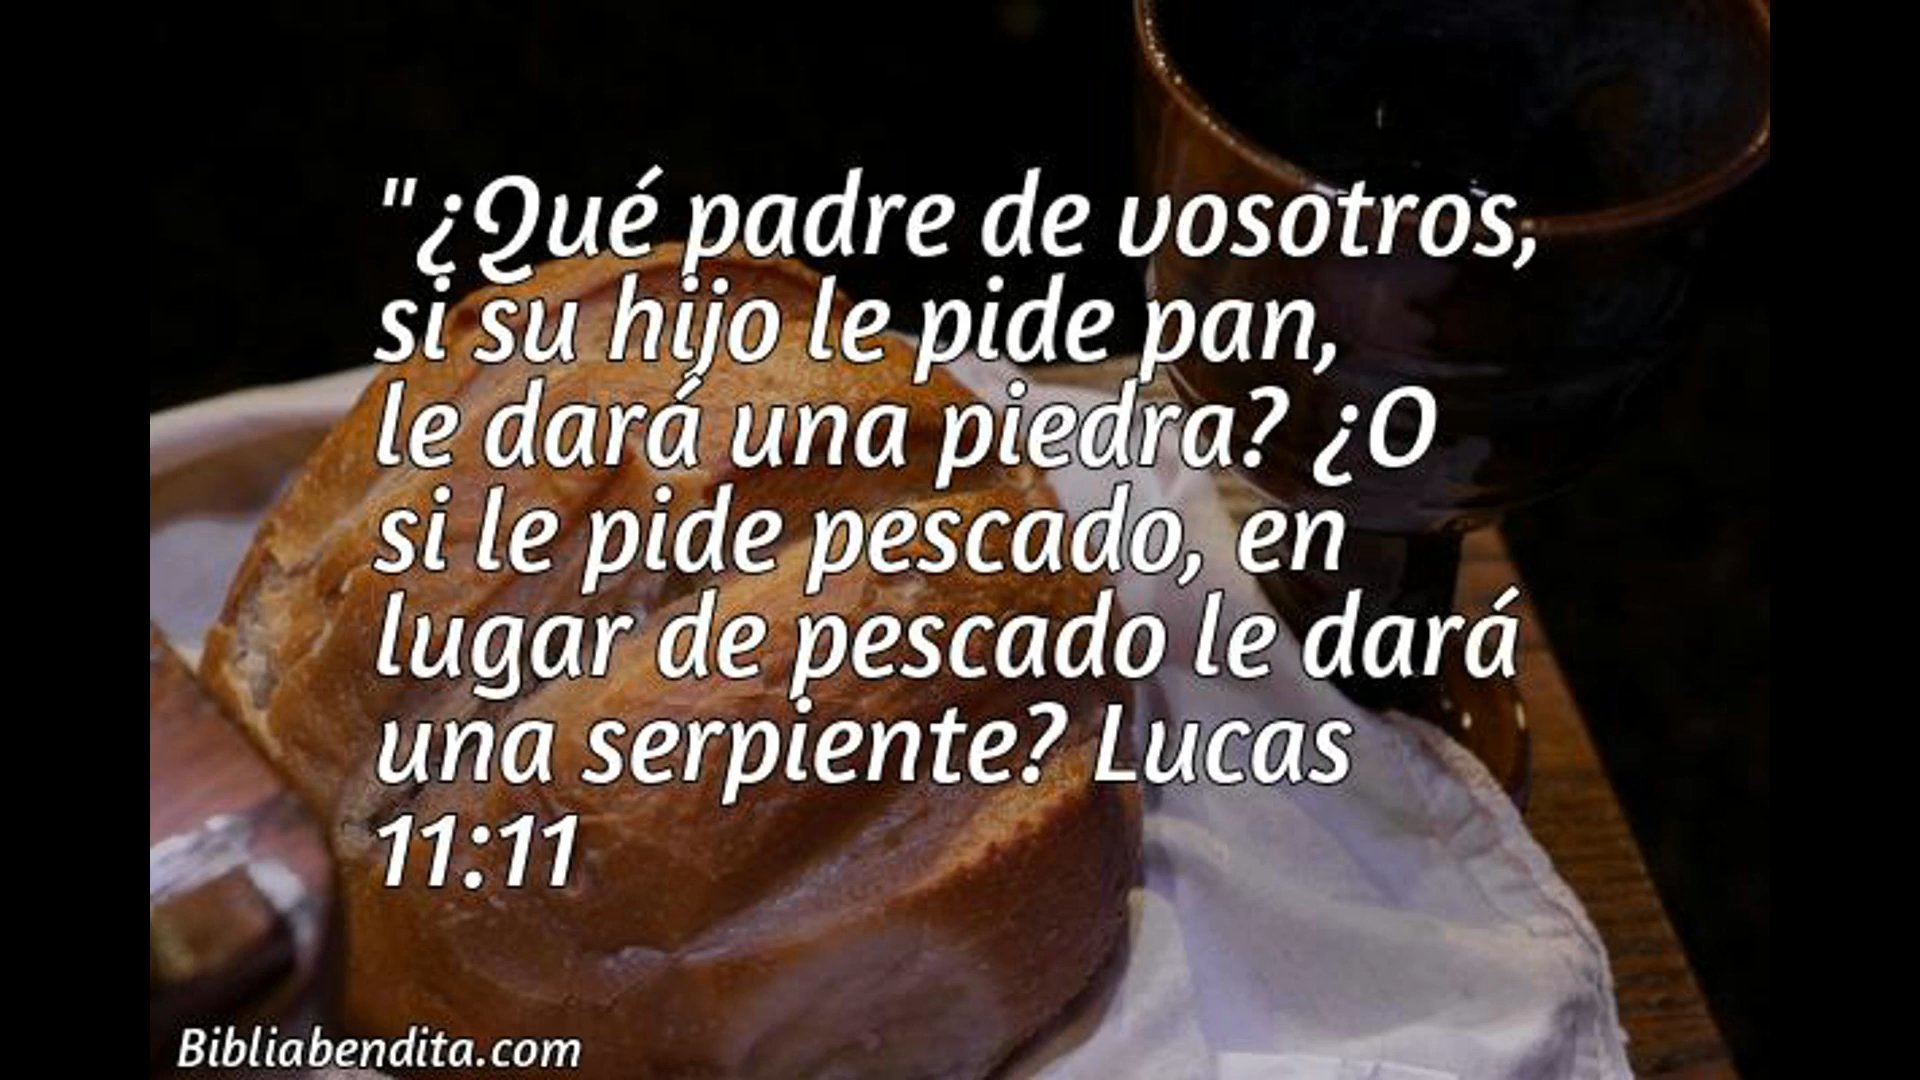 "¿Qué padre de vosotros,
si su hijo le pide pan,
le dará una piedra? ¿O
si le pide pescado, en
lugar de pescado le dará
una serpiente? Lucas
11:11
Bibliabendita.com